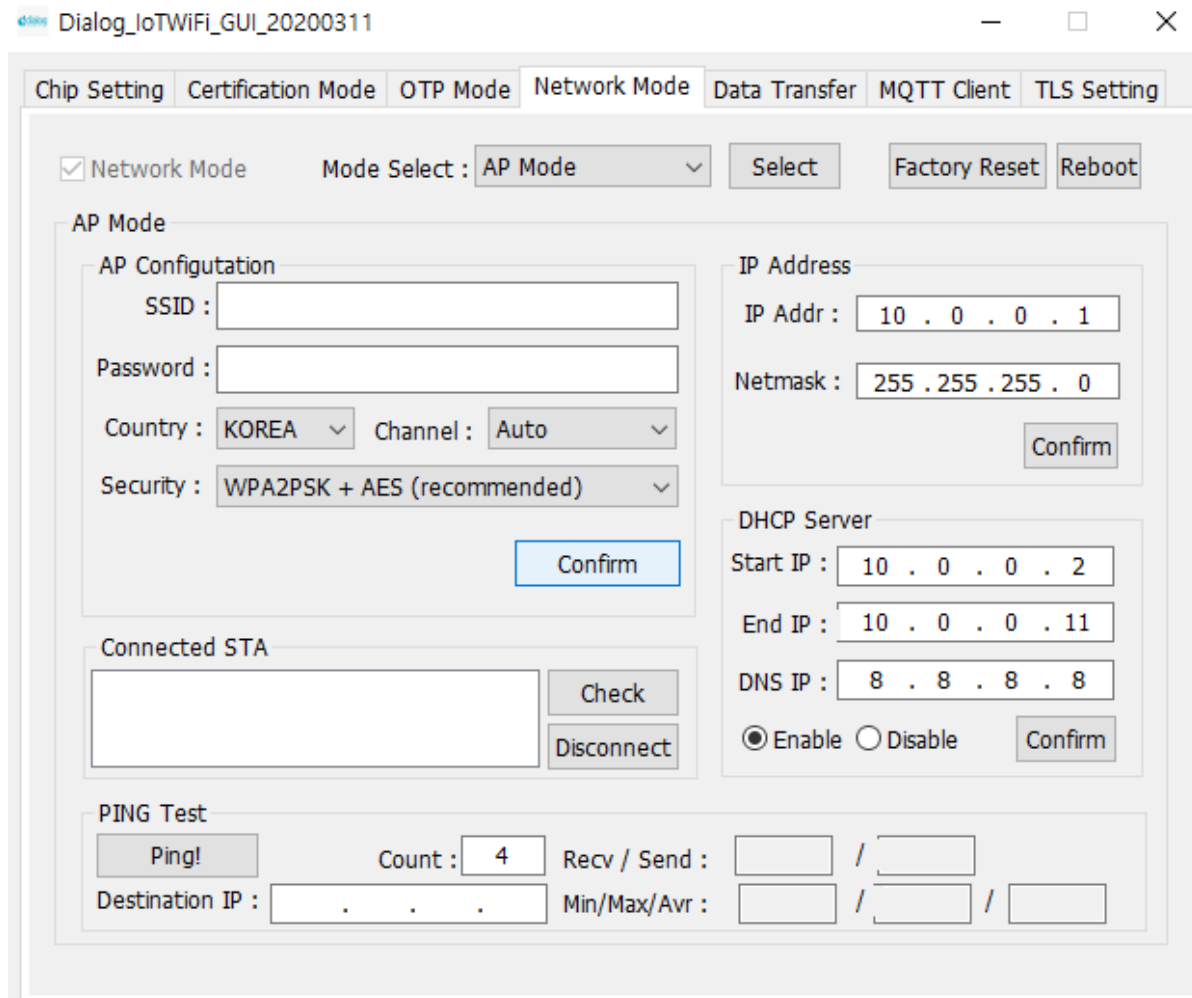 dialog Dialog_IoTWiFi_GUI_20200311
Chip Setting Certification Mode OTP Mode Network Mode Data Transfer MQTT Client TLS Setting
Network Mode Mode Select : AP Mode Select Factory Reset Reboot
AP Mode
AP Configutation
SSID :
Password :
Country : KOREA Channel : Auto
Security : WPA2PSK + AES (recommended)
Confirm
IP Address
IP Addr : 10 . 0 . 0 . 1
Netmask : 255 . 255 . 255 . 0
Confirm
DHCP Server
Start IP : 10 . 0 . 0 . 2
End IP : 10 . 0 . 0 . 11
DNS IP : 8 . 8 . 8 . 8
Enable Disable Confirm
Connected STA
Check
Disconnect
PING Test
Ping! Count : 4 Recv / Send : /
Destination IP : . . . Min/Max/Avr : / /